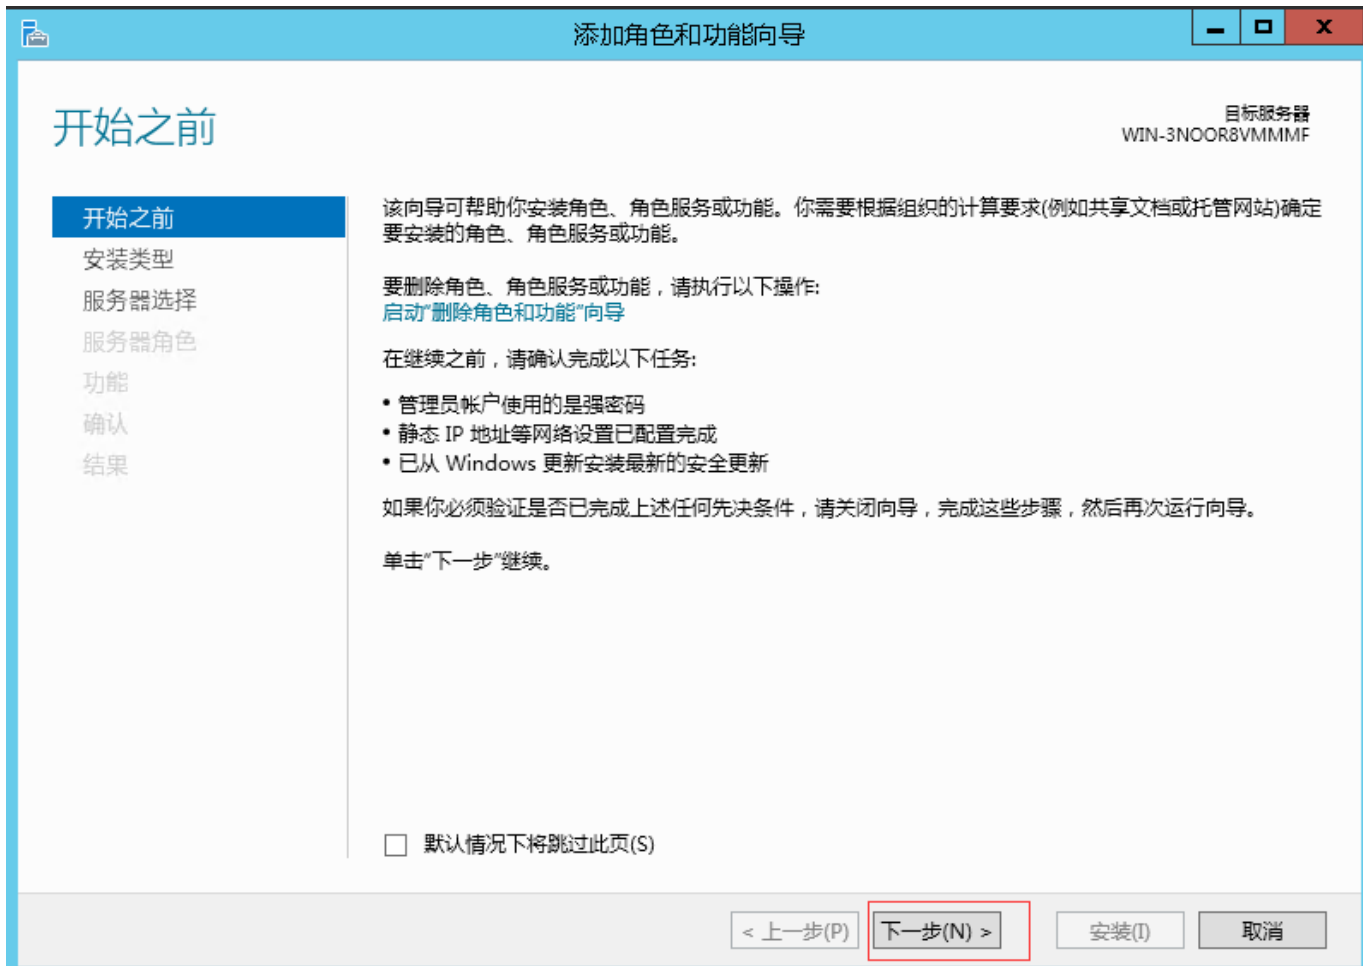 添加角色和功能向导
开始之前
目标服务器
WIN-3NOOR8VMMMF
开始之前
安装类型
服务器选择
服务器角色
功能
确认
结果
该向导可帮助你安装角色、角色服务或功能。你需要根据组织的计算要求(例如共享文档或托管网站)确定
要安装的角色、角色服务或功能。
要删除角色、角色服务或功能，请执行以下操作:
启动"删除角色和功能"向导
在继续之前，请确认完成以下任务:
• 管理员帐户使用的是强密码
• 静态 IP 地址等网络设置已配置完成
• 已从 Windows 更新安装最新的安全更新
如果你必须验证是否已完成上述任何先决条件，请关闭向导，完成这些步骤，然后再次运行向导。
单击"下一步"继续。
默认情况下将跳过此页(S)
< 上一步(P)
下一步(N) >
安装(I)
取消